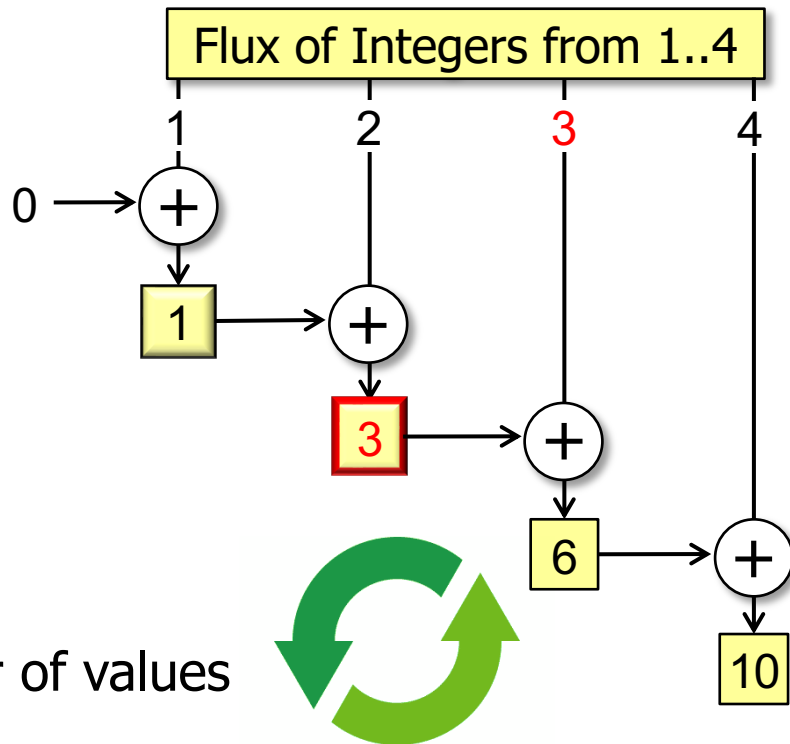 Flux of Integers from 1..4
1 2 3 4
0 +
1 +
3 +
6 +
of values
10